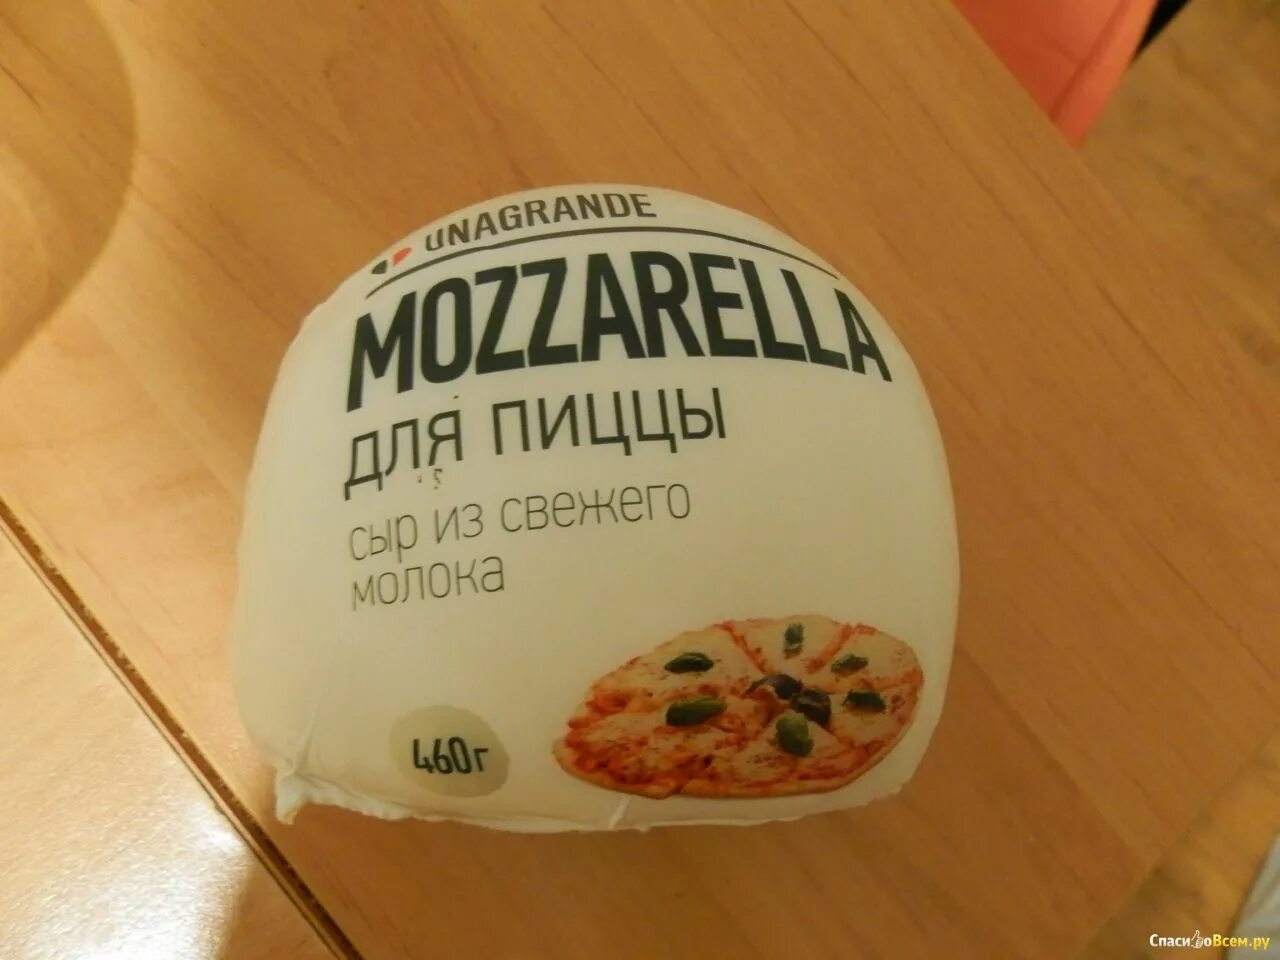 UNAGRANDE
MOZZARELLA
ДЛЯ ПИЦЦЫ
сыр из свежего
молока
460г
СпасибоВсем.ру